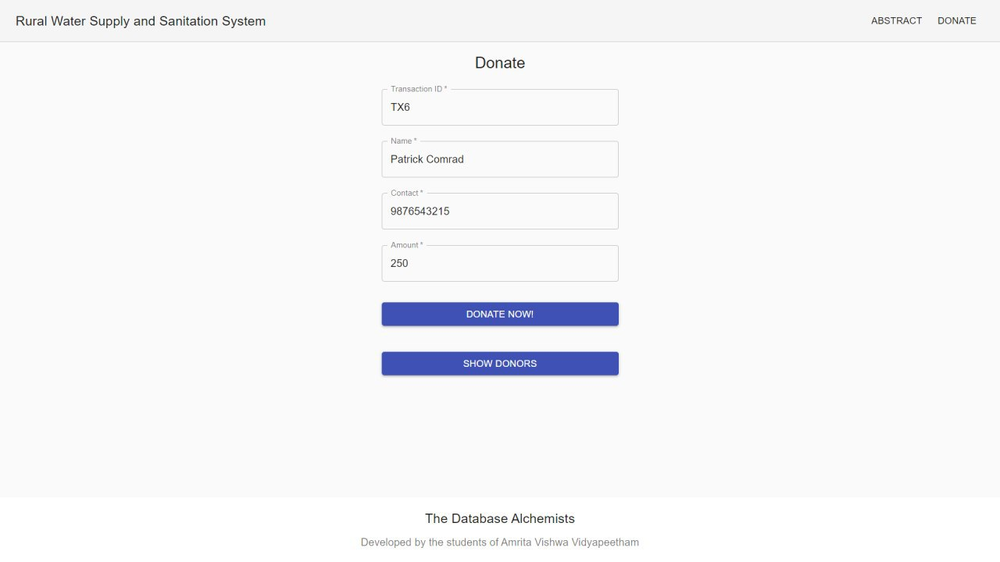 Rural Water Supply and Sanitation System
ABSTRACT
DONATE
Donate
Transaction ID *
TX6
Name *
Patrick Comrad
Contact *
9876543215
Amount *
250
DONATE NOW!
SHOW DONORS
The Database Alchemists
Developed by the students of Amrita Vishwa Vidyapeetham